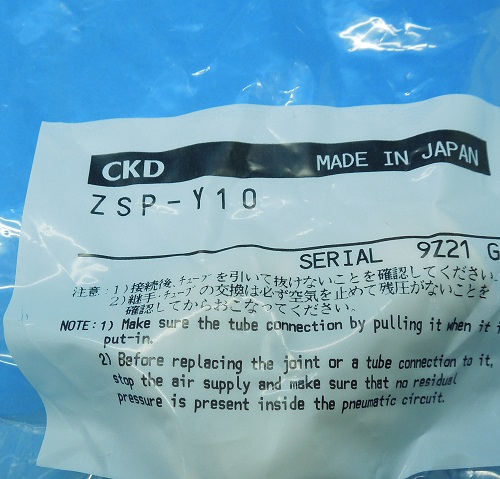 CKD MADE IN JAPAN
ZSP-Y10
SERIAL 9Z21 G
注意:1)接続後、チューブを引いて抜けないことを確認してください。
2)継手・チューブの交換は必ず空気を止めて残圧がないことを
確認してからおこなってください。
NOTE:1) Make sure the tube connection by pulling it when it i
put-in.
2) Before replacing the joint or a tube connection to it,
stop the air supply and make sure that no residual
pressure is present inside the pneumatic circuit.